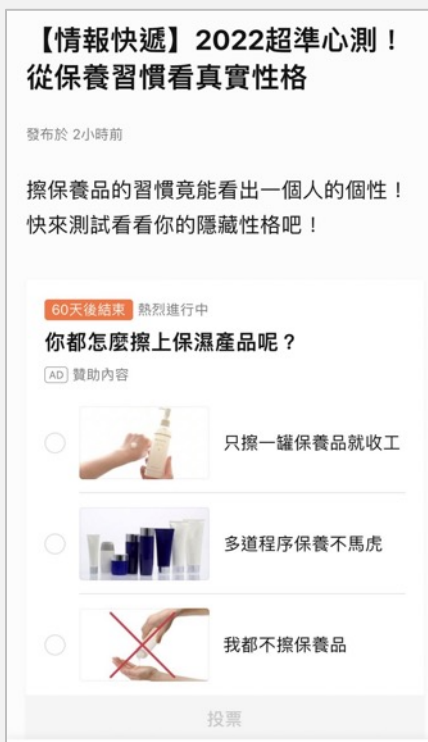 【情報快遞】2022超準心測！
從保養習慣看真實性格
發布於 2小時前
擦保養品的習慣竟能看出一個人的個性！
快來測試看看你的隱藏性格吧！
60天後結束 熱烈進行中
你都怎麼擦上保濕產品呢？
AD 贊助內容
只擦一罐保養品就收工
多道程序保養不馬虎
我都不擦保養品
投票